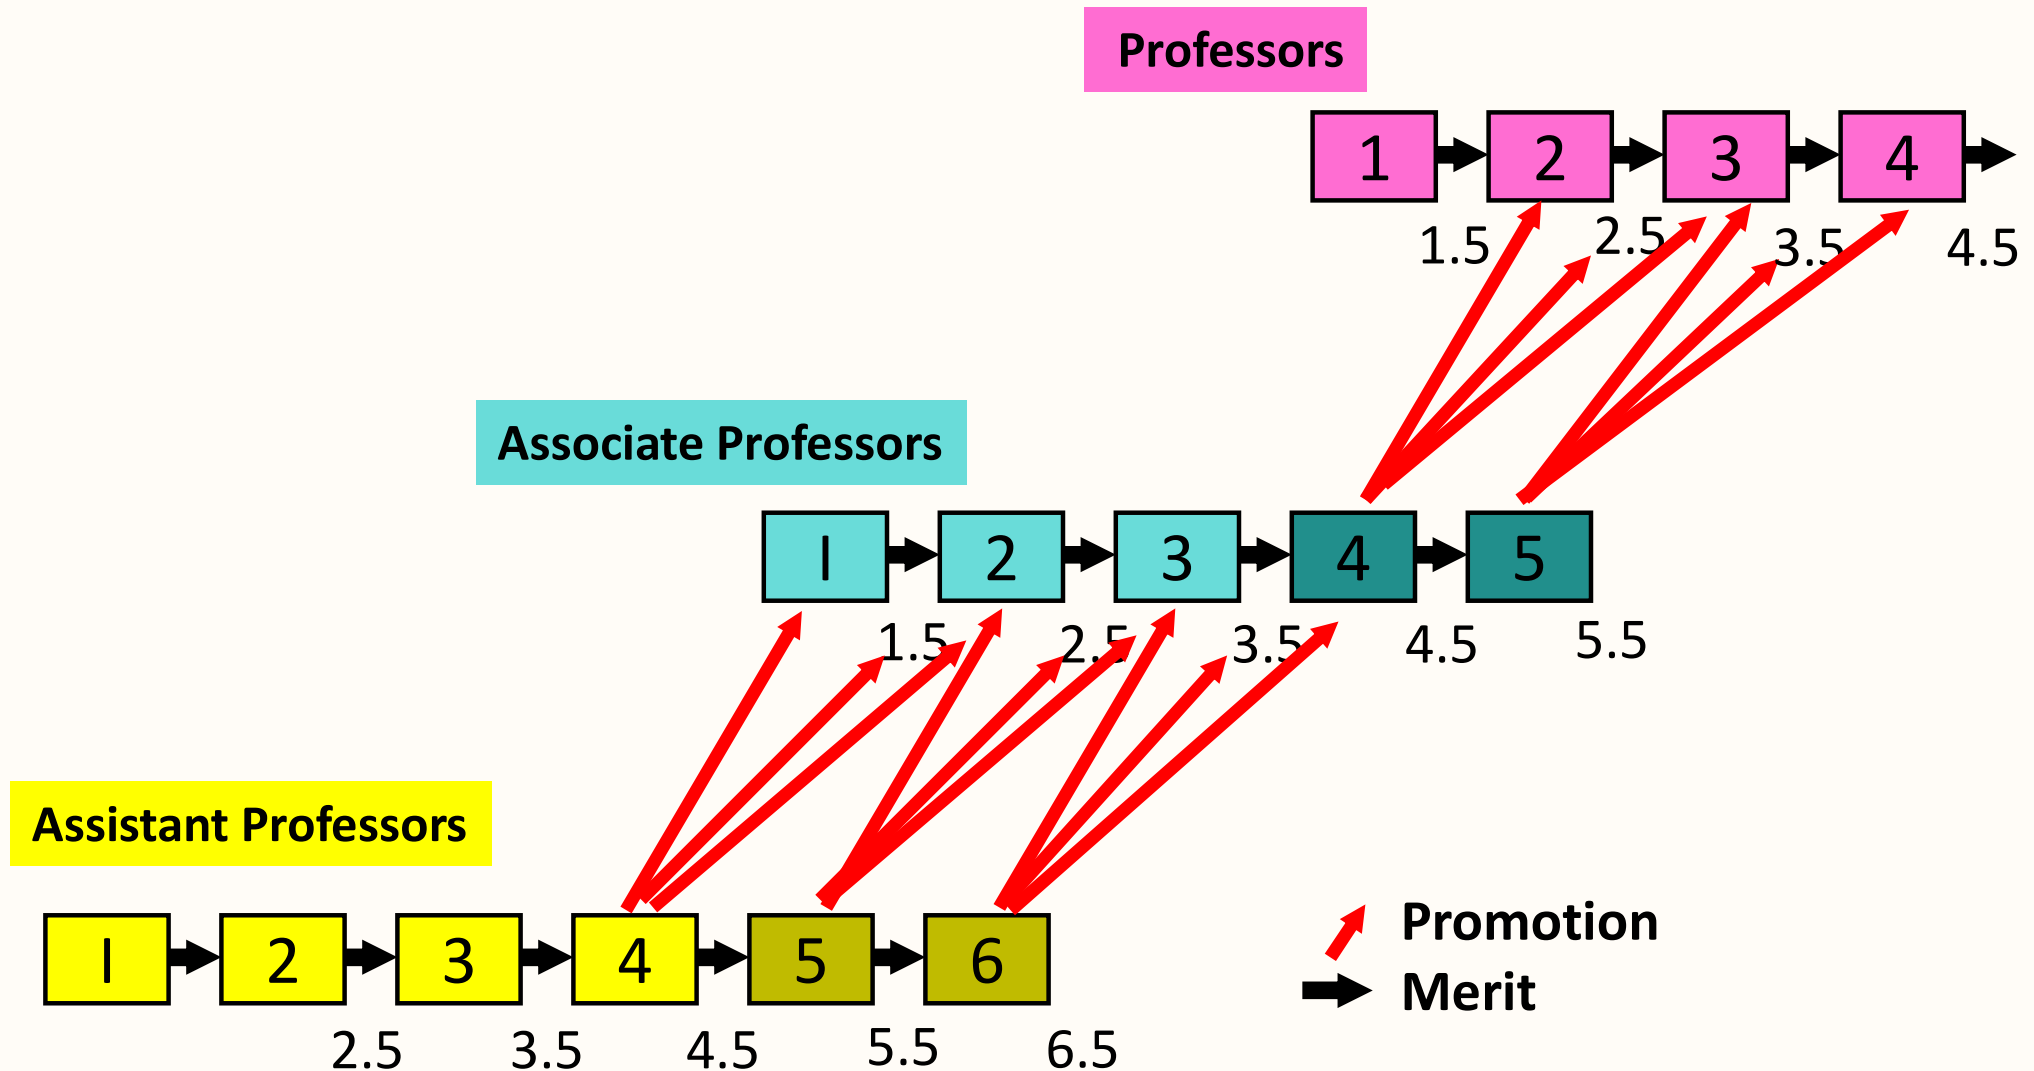 Professors
1 2 3 4
1.5 2.5 3.5 4.5
Associate Professors
I 2 3 4 5
1.5 2.5 3.5 4.5 5.5
Assistant Professors
I 2 3 4 5 6
2.5 3.5 4.5 5.5 6.5
Promotion
Merit